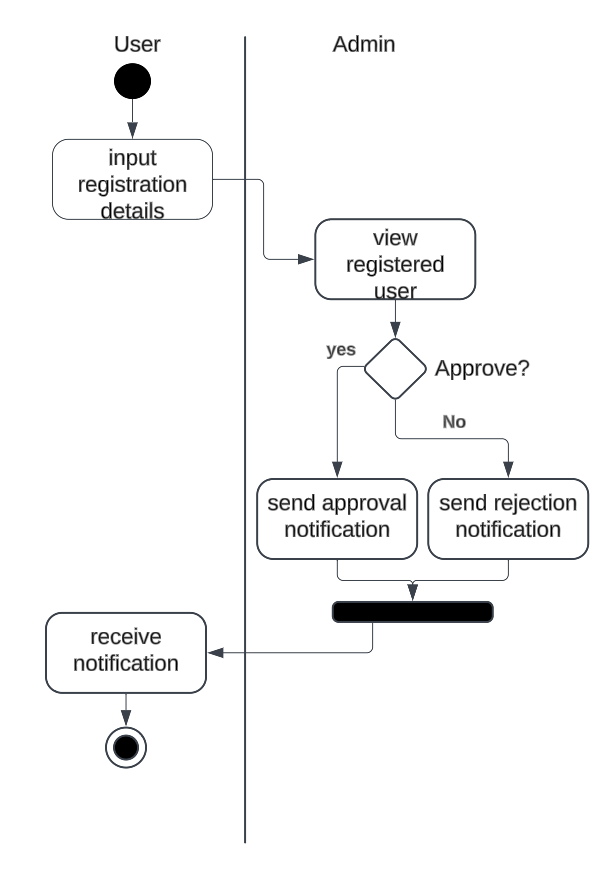 User
Admin
input
registration
details
view
registered
user
yes
Approve?
No
send approval
notification
send rejection
notification
receive
notification